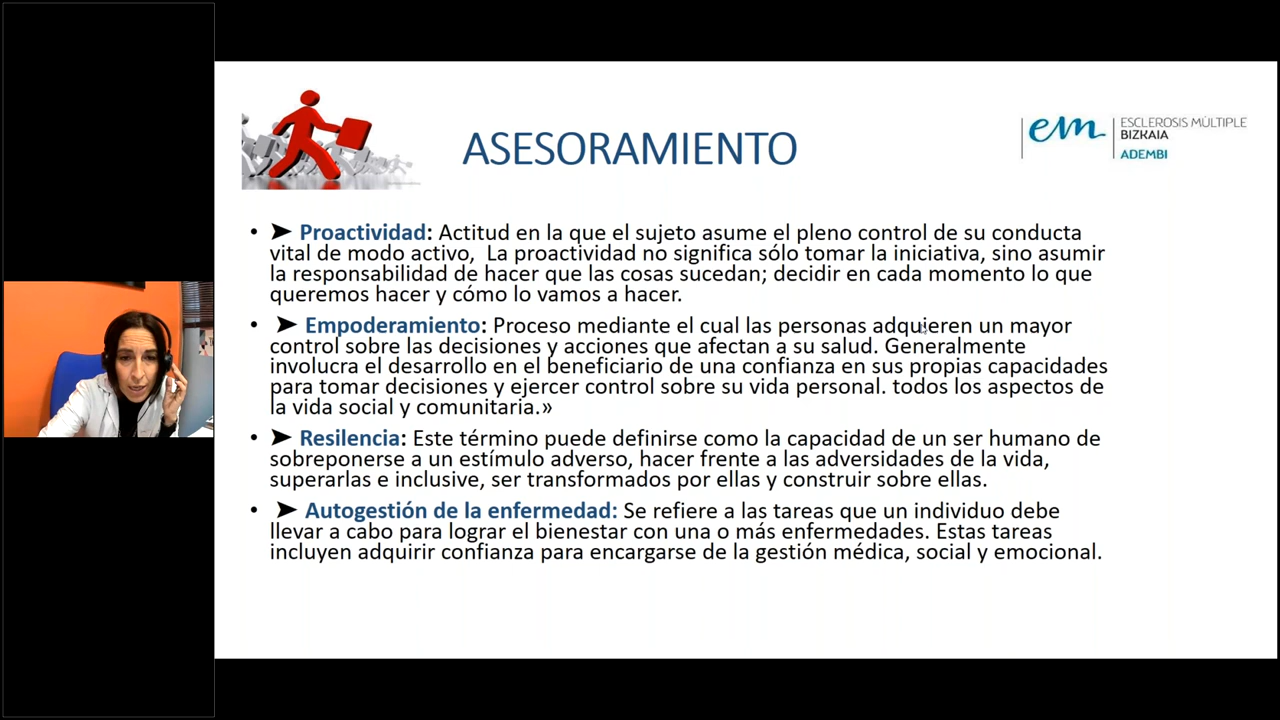 ASESORAMIENTO
em ESCLEROSIS MÚLTIPLE
BIZKAIA
ADEMBI
• ➤ Proactividad: Actitud en la que el sujeto asume el pleno control de su conducta
vital de modo activo, La proactividad no significa sólo tomar la iniciativa, sino asumir
la responsabilidad de hacer que las cosas sucedan; decidir en cada momento lo que
queremos hacer y cómo lo vamos a hacer.
• ➤ Empoderamiento: Proceso mediante el cual las personas adquieren un mayor
control sobre las decisiones y acciones que afectan a su salud. Generalmente
involucra el desarrollo en el beneficiario de una confianza en sus propias capacidades
para tomar decisiones y ejercer control sobre su vida personal. todos los aspectos de
la vida social y comunitaria.»
• ➤ Resilencia: Este término puede definirse como la capacidad de un ser humano de
sobreponerse a un estímulo adverso, hacer frente a las adversidades de la vida,
superarlas e inclusive, ser transformados por ellas y construir sobre ellas.
• ➤ Autogestión de la enfermedad: Se refiere a las tareas que un individuo debe
llevar a cabo para lograr el bienestar con una o más enfermedades. Estas tareas
incluyen adquirir confianza para encargarse de la gestión médica, social y emocional.